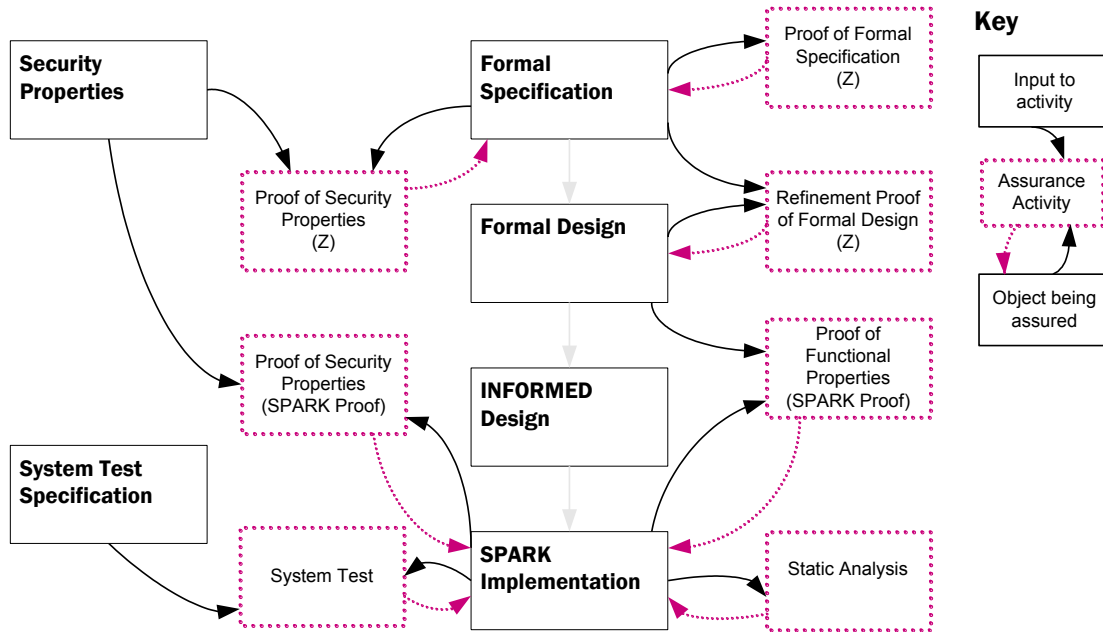 Security
Properties
Formal
Specification
Proof of Formal
Specification
(Z)
Key
Input to
activity
Proof of Security
Properties
(Z)
Formal Design
Refinement Proof
of Formal Design
(Z)
Assurance
Activity
Object being
assured
Proof of Security
Properties
(SPARK Proof)
INFORMED
Design
Proof of
Functional
Properties
(SPARK Proof)
System Test
Specification
System Test
SPARK
Implementation
Static Analysis